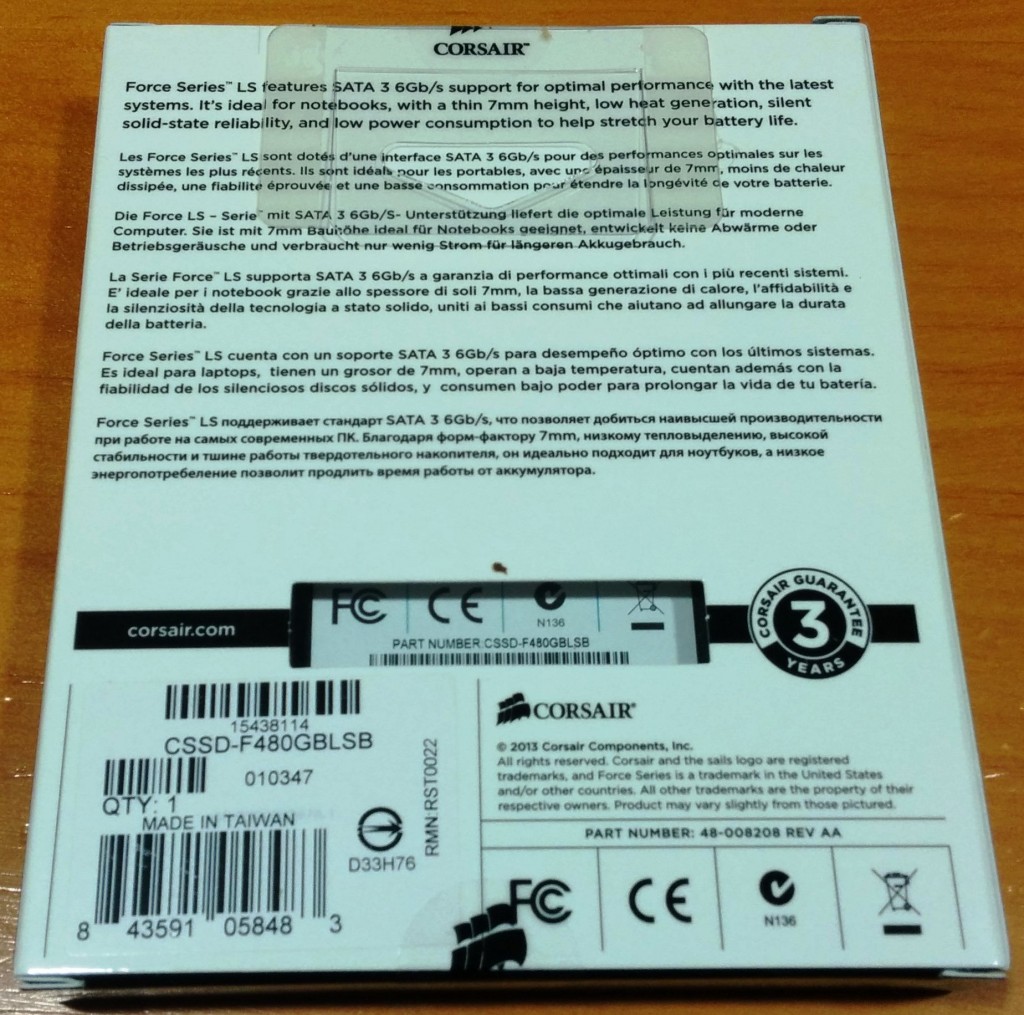 CORSAIR™
Force Series™ LS features SATA 3 6Gb/s support for optimal performance with the latest
systems. It's ideal for notebooks, with a thin 7mm height, low heat generation, silent
solid-state reliability, and low power consumption to help stretch your battery life.
Les Force Series™ LS sont dotés d'une interface SATA 3 6Gb/s pour des performances optimales sur les
systèmes les plus récents. Ils sont idéals pour les portables, avec une épaisseur de 7mm, moins de chaleur
dissipée, une fiabilite éprouvée et une basse consommation pour étendre la longévité de votre batterie.
Die Force LS – Serie™ mit SATA 3 6Gb/S- Unterstützung liefert die optimale Leistung für moderne
Computer. Sie ist mit 7mm Bauhöhe ideal für Notebooks geeignet, entwickelt keine Abwärme oder
Betriebsgeräusche und verbraucht nur wenig Strom für längeren Akkugebrauch.
La Serie Force™ LS supporta SATA 3 6Gb/s a garanzia di performance ottimali con i più recenti sistemi.
E' ideale per i notebook grazie allo spessore di soli 7mm, la bassa generazione di calore, l'affidabilità e
la silenziosità della tecnologia a stato solido, uniti ai bassi consumi che aiutano ad allungare la durata
della batteria.
Force Series™ LS cuenta con un soporte SATA 3 6Gb/s para desempeño óptimo con los últimos sistemas.
Es ideal para laptops, tienen un grosor de 7mm, operan a baja temperatura, cuentan además con la
fiabilidad de los silenciosos discos sólidos, y consumen bajo poder para prolongar la vida de tu batería.
Force Series™ LS поддерживает стандарт SATA 3 6Gb/s, что позволяет добиться наивысшей производительности
при работе на самых современных ПК. Благодаря форм-фактору 7mm, низкому тепловыделению, высокой
стабильности и тшине работы твердотельного накопителя, он идеально подходит для ноутбуков, а низкое
энергопотребеление позволит продлить время работы от аккумулятора.
FC CE N136
PART NUMBER:CSSD-F480GBLSB
corsair.com
CORSAIR GUARANTEE
3
YEARS
15438114
CSSD-F480GBLSB
010347
QTY: 1
MADE IN TAIWAN
D33H76
RMN:RST0022
8 43591 05848 3
CORSAIR®
© 2013 Corsair Components, Inc.
All rights reserved. Corsair and the sails logo are registered
trademarks, and Force Series is a trademark in the United States
and/or other countries. All other trademarks are the property of their
respective owners. Product may vary slightly from those pictured.
PART NUMBER: 48-008208 REV AA
FC CE N136